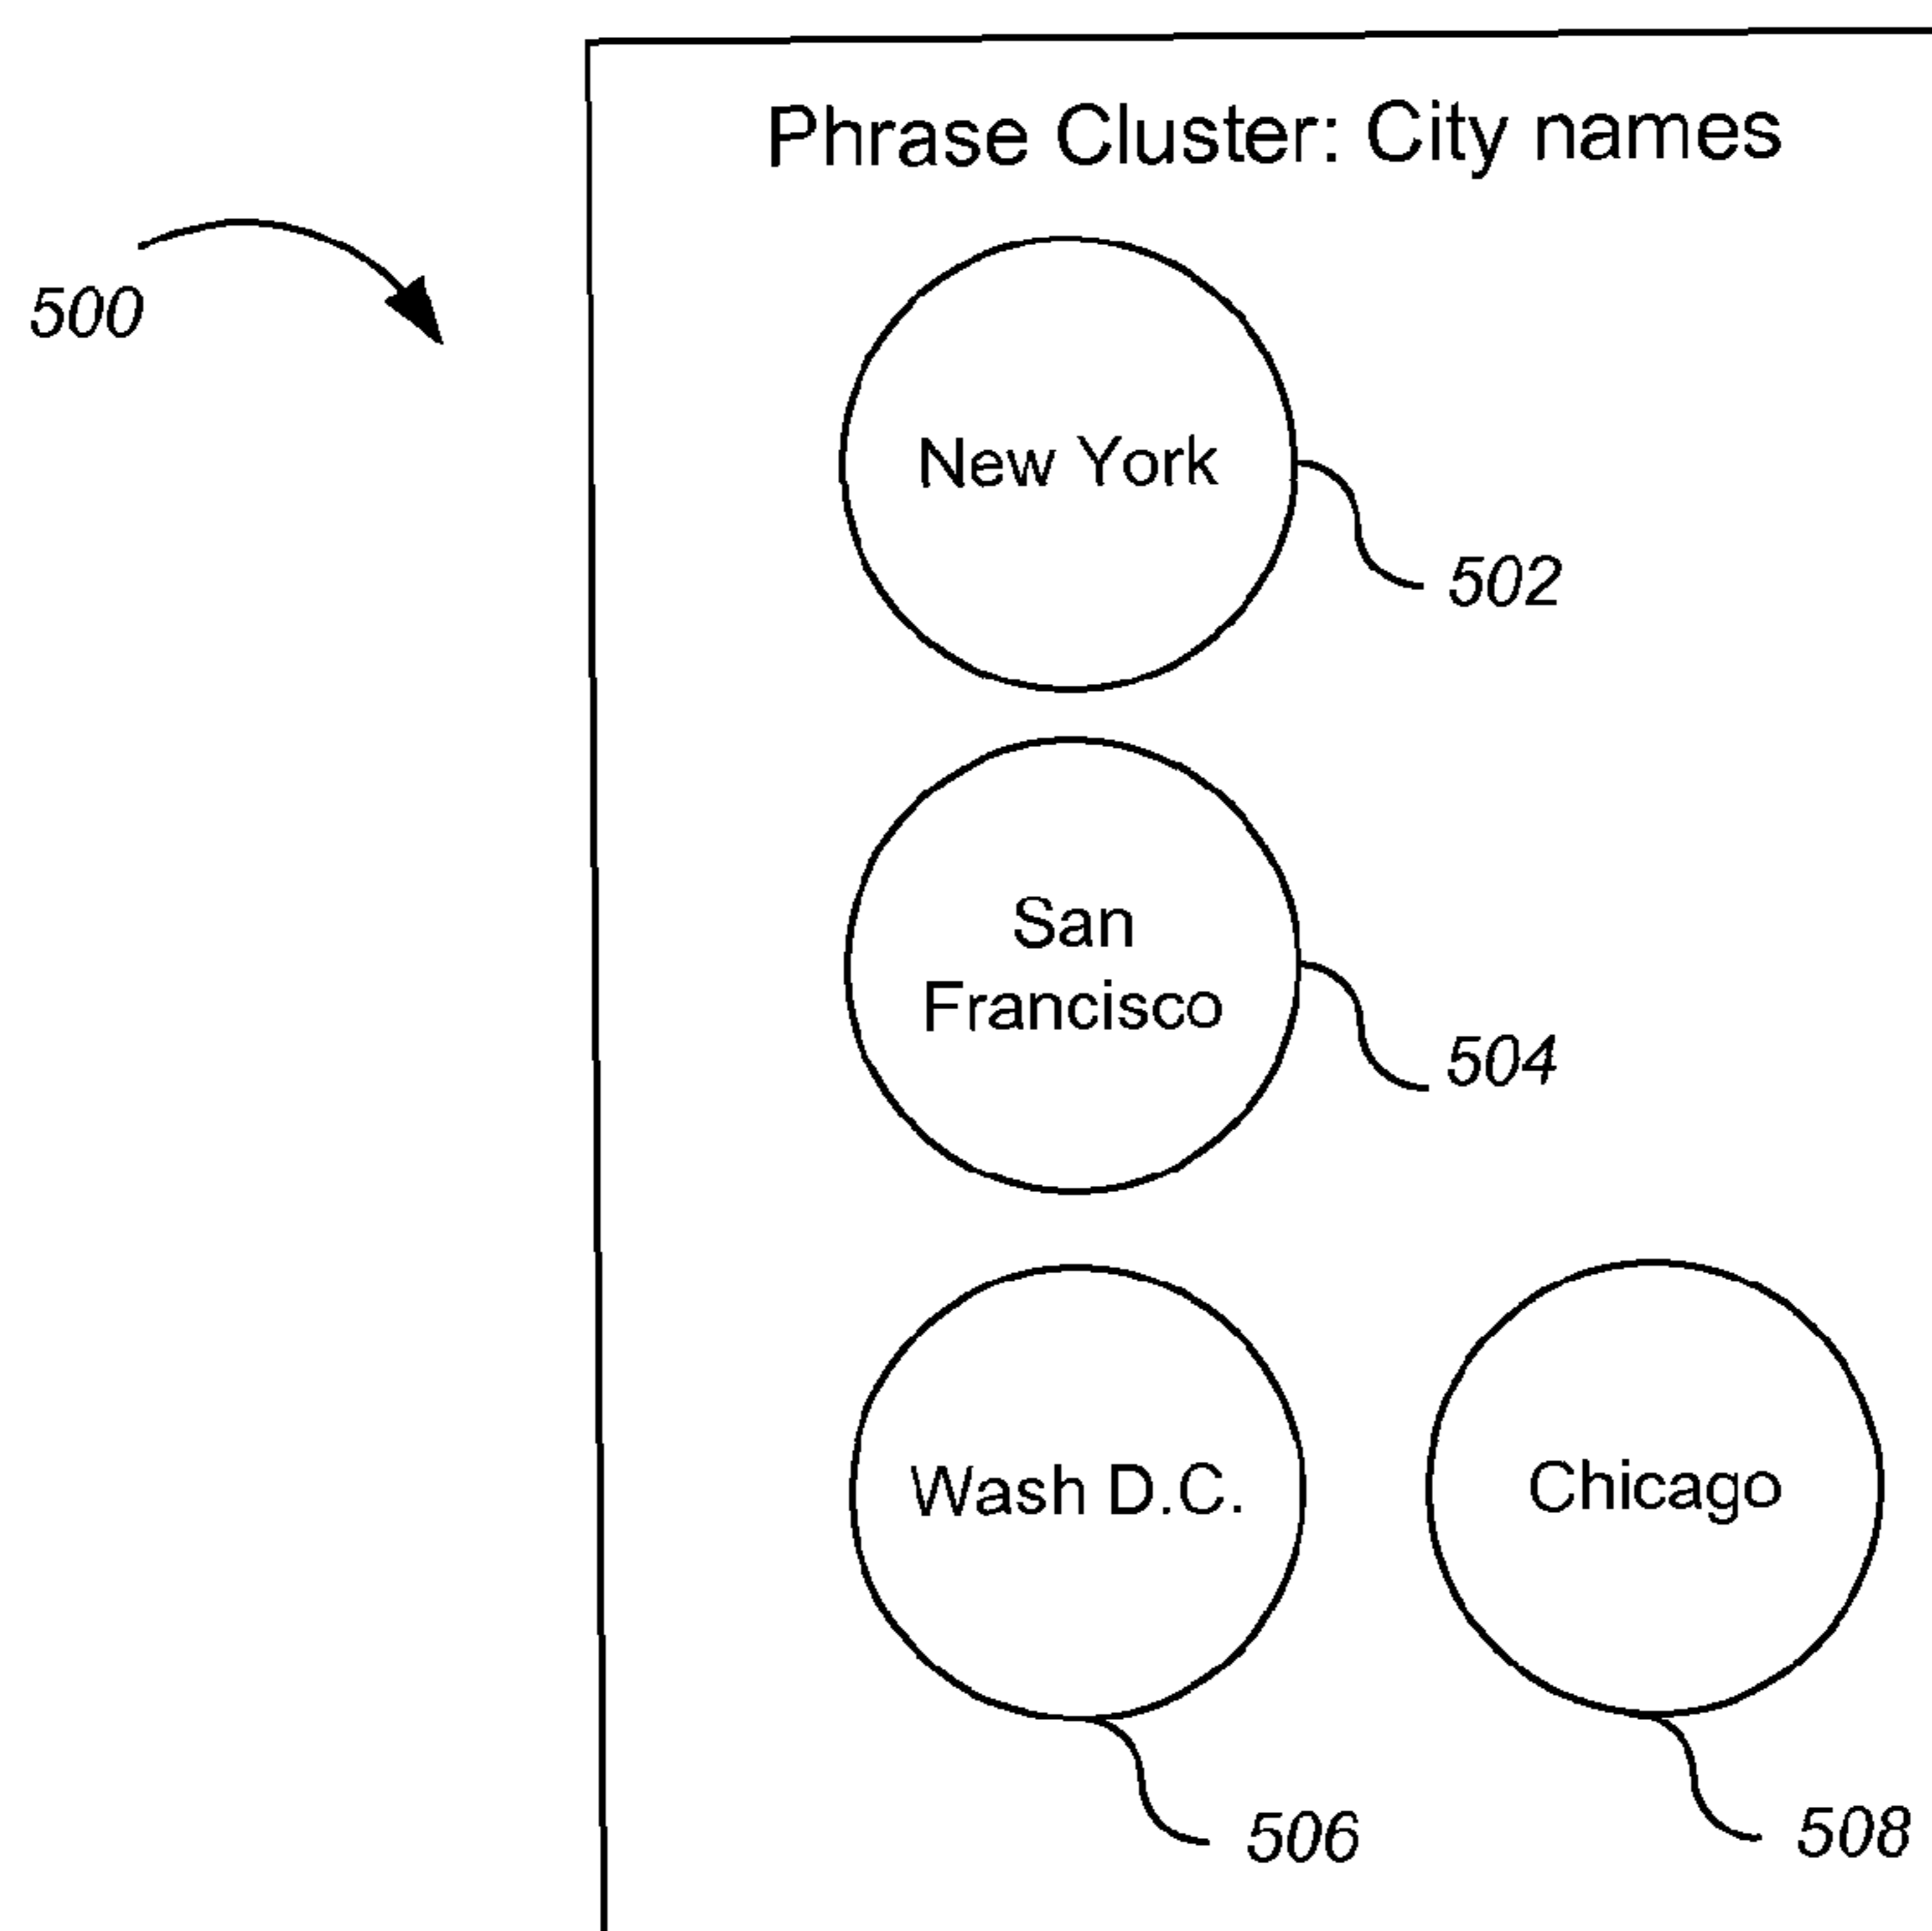 Phrase Cluster: City names
500
New York
502
San
Francisco
504
Wash D.C.
Chicago
506
508